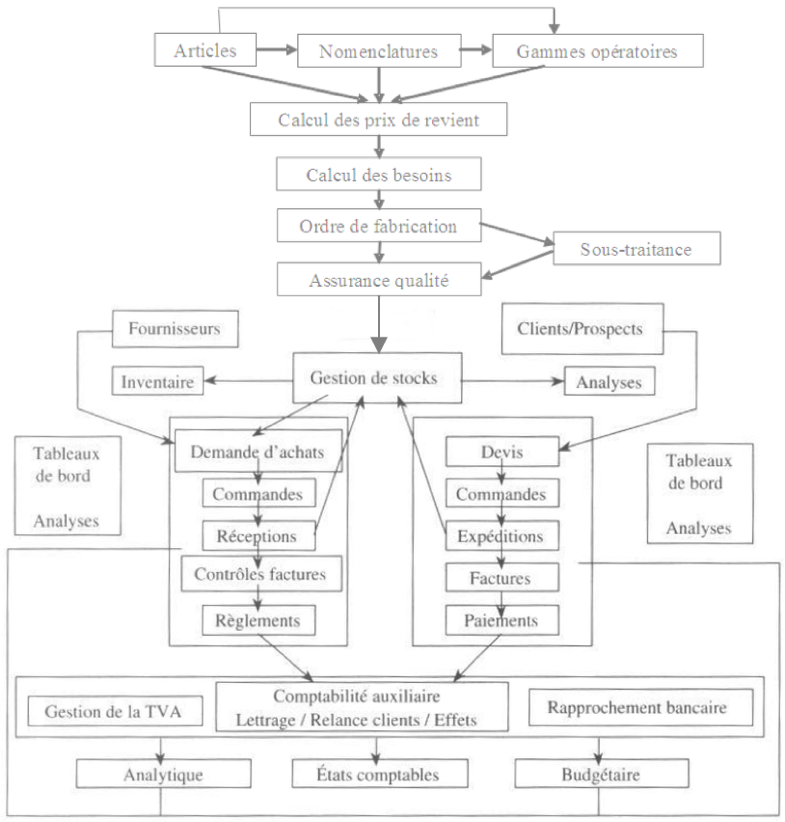 Articles
Nomenclatures
Gammes opératoires
Calcul des prix de revient
Calcul des besoins
Ordre de fabrication
Sous-traitance
Assurance qualité
Fournisseurs
Clients/Prospects
Inventaire
Gestion de stocks
Analyses
Tableaux
de bord
Analyses
Demande d'achats
Commandes
Réceptions
Contrôles factures
Règlements
Devis
Commandes
Expéditions
Factures
Paiements
Tableaux
de bord
Analyses
Gestion de la TVA
Comptabilité auxiliaire
Lettrage / Relance clients / Effets
Rapprochement bancaire
Analytique
États comptables
Budgétaire